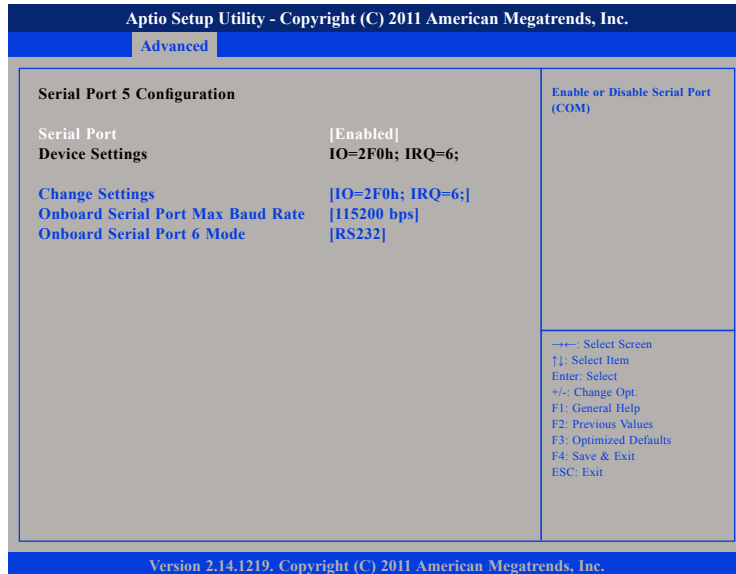 Aptio Setup Utility - Copyright (C) 2011 American Megatrends, Inc.
Advanced
Serial Port 5 Configuration
Serial Port [Enabled]
Device Settings IO=2F0h; IRQ=6;
Change Settings [IO=2F0h; IRQ=6;]
Onboard Serial Port Max Baud Rate [115200 bps]
Onboard Serial Port 6 Mode [RS232]
Enable or Disable Serial Port
(COM)
→←: Select Screen
↑↓: Select Item
Enter: Select
+/-: Change Opt.
F1: General Help
F2: Previous Values
F3: Optimized Defaults
F4: Save & Exit
ESC: Exit
Version 2.14.1219. Copyright (C) 2011 American Megatrends, Inc.